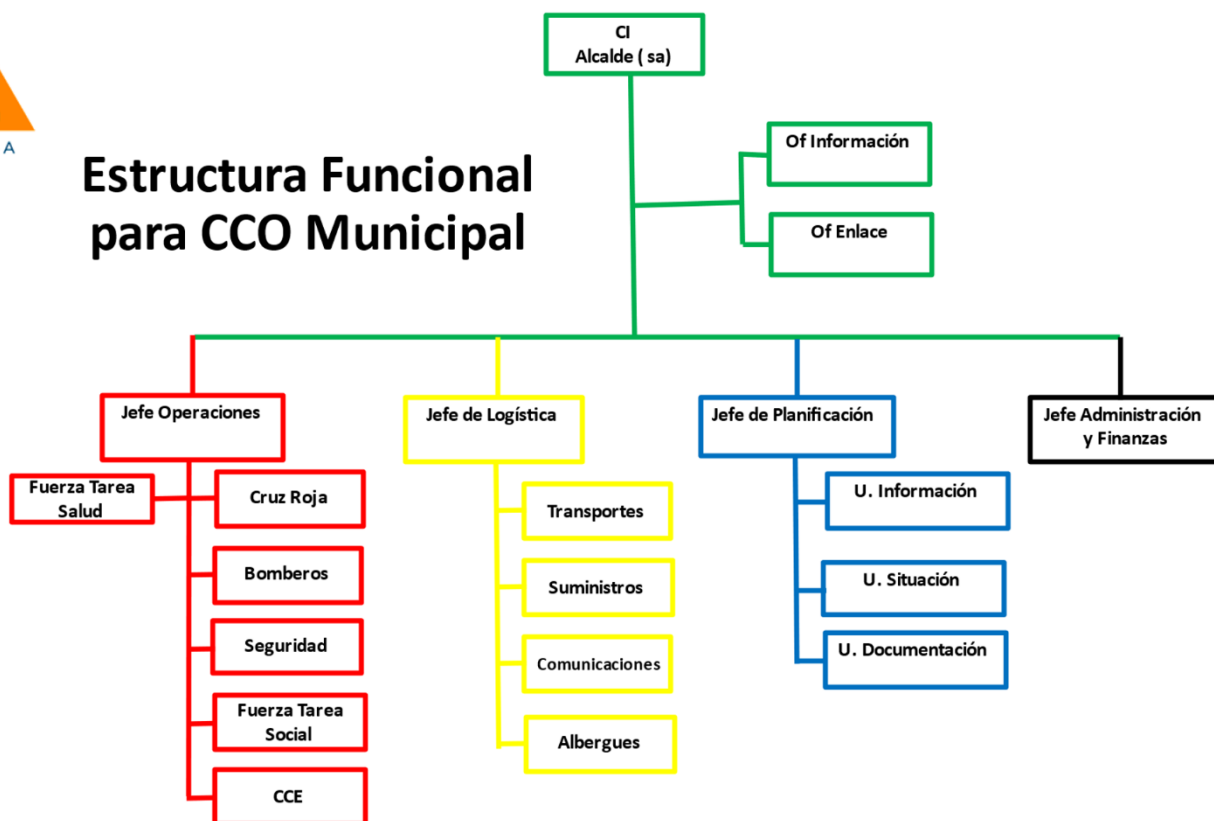 CI
Alcalde ( sa)
A
Of Información
Estructura Funcional
para CCO Municipal
Of Enlace
Jefe Operaciones
Jefe de Logística
Jefe de Planificación
Jefe Administración
y Finanzas
Fuerza Tarea
Salud
Cruz Roja
Bomberos
Seguridad
Fuerza Tarea
Social
CCE
Transportes
Suministros
Comunicaciones
Albergues
U. Información
U. Situación
U. Documentación